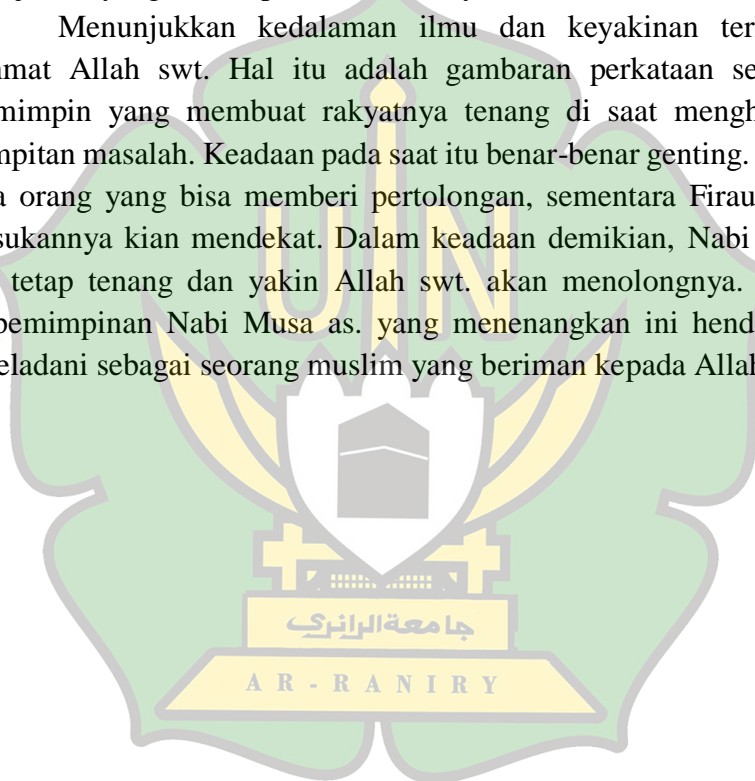 Menunjukkan kedalaman ilmu dan keyakinan ter
mat Allah swt. Hal itu adalah gambaran perkataan se
mimpin yang membuat rakyatnya tenang di saat mengh
mpitan masalah. Keadaan pada saat itu benar-benar genting.
a orang yang bisa memberi pertolongan, sementara Firau
sukannya kian mendekat. Dalam keadaan demikian, Nabi
tetap tenang dan yakin Allah swt. akan menolongnya.
pemimpinan Nabi Musa as. yang menenangkan ini hend
eladani sebagai seorang muslim yang beriman kepada Allah
UIN
جامعةالرانري
AR-RANIRY